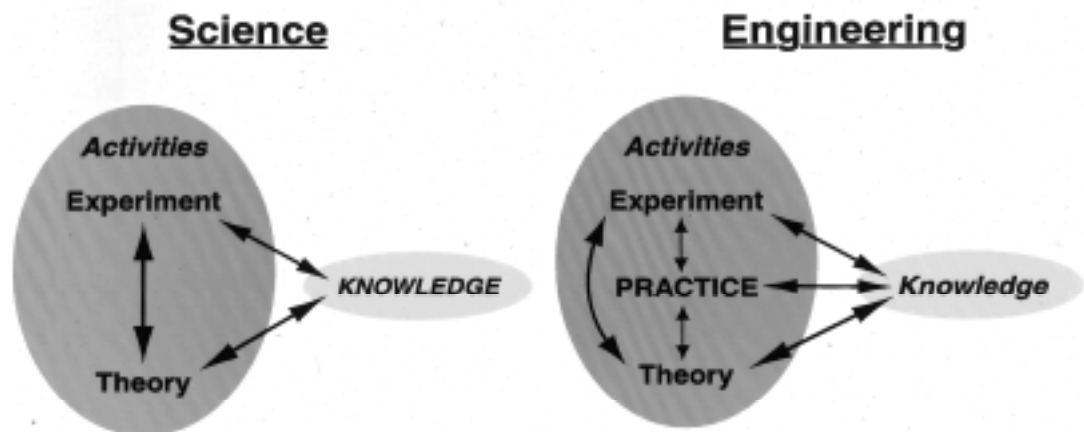 Science
Activities
Experiment
KNOWLEDGE
Theory
Engineering
Activities
Experiment
PRACTICE
Knowledge
Theory